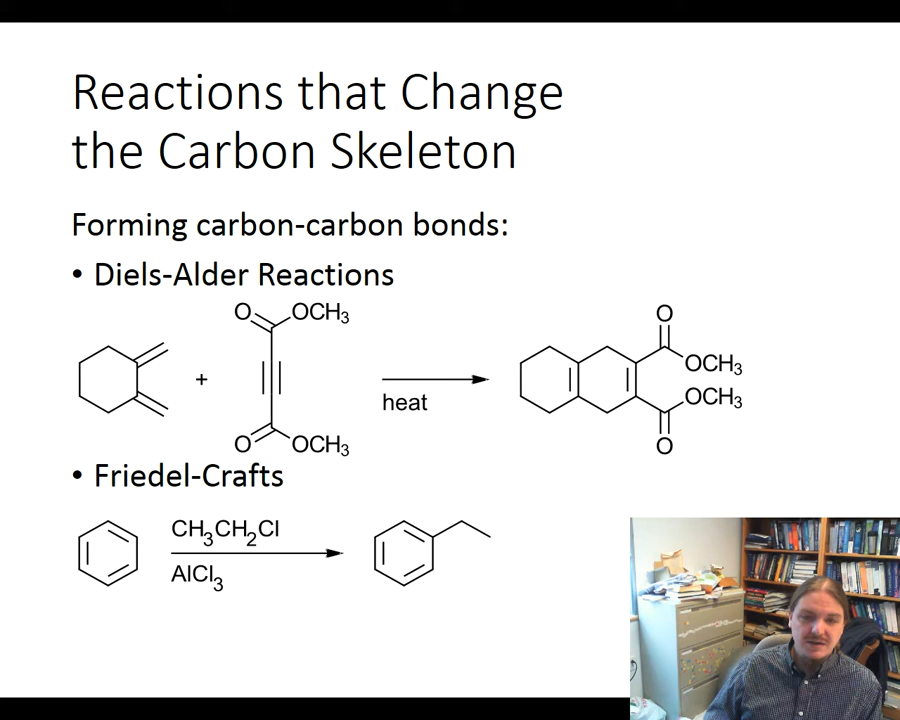 Reactions that Change
the Carbon Skeleton
Forming carbon-carbon bonds:
• Diels-Alder Reactions
O OCH3 O
+ heat OCH3
OCH3
O OCH3 O
• Friedel-Crafts
CH3CH2Cl
AlCl3